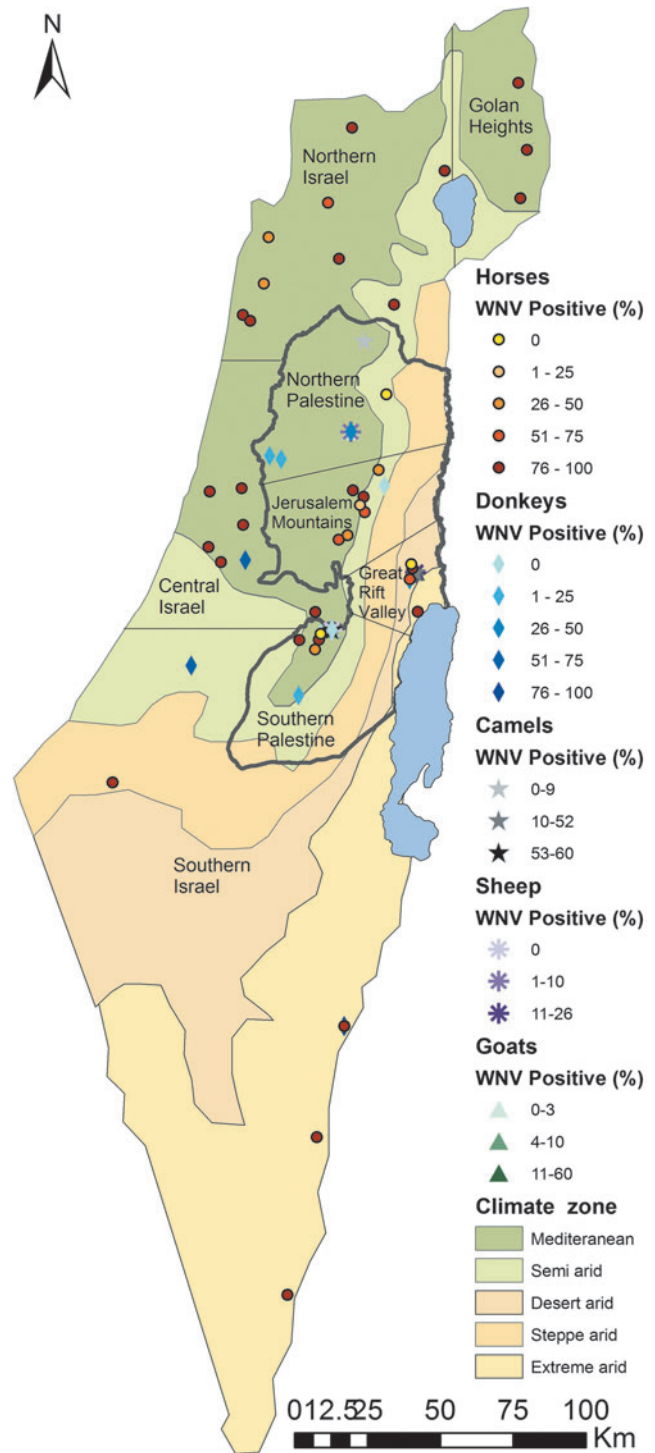 N
Golan
Heights
Northern
Israel
Northern
Palestine
Jerusalem
Mountains
Great
Rift
Valley
Central
Israel
Southern
Palestine
Southern
Israel
Horses
WNV Positive (%)
0
1 - 25
26 - 50
51 - 75
76 - 100
Donkeys
WNV Positive (%)
0
1 - 25
26 - 50
51 - 75
76 - 100
Camels
WNV Positive (%)
0-9
10-52
53-60
Sheep
WNV Positive (%)
0
1-10
11-26
Goats
WNV Positive (%)
0-3
4-10
11-60
Climate zone
Mediteranean
Semi arid
Desert arid
Steppe arid
Extreme arid
012.525 50 75 100
Km